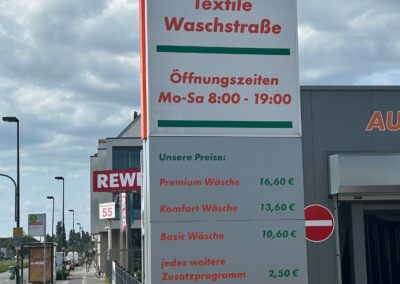 Textile
Waschstraße
Öffnungszeiten
Mo-Sa 8:00 - 19:00
Unsere Preise:
Premium Wäsche 16,60 €
Komfort Wäsche 13,60 €
Basic Wäsche 10,60 €
jedes weitere
Zusatzprogramm 2,50 €
REW
55
AU